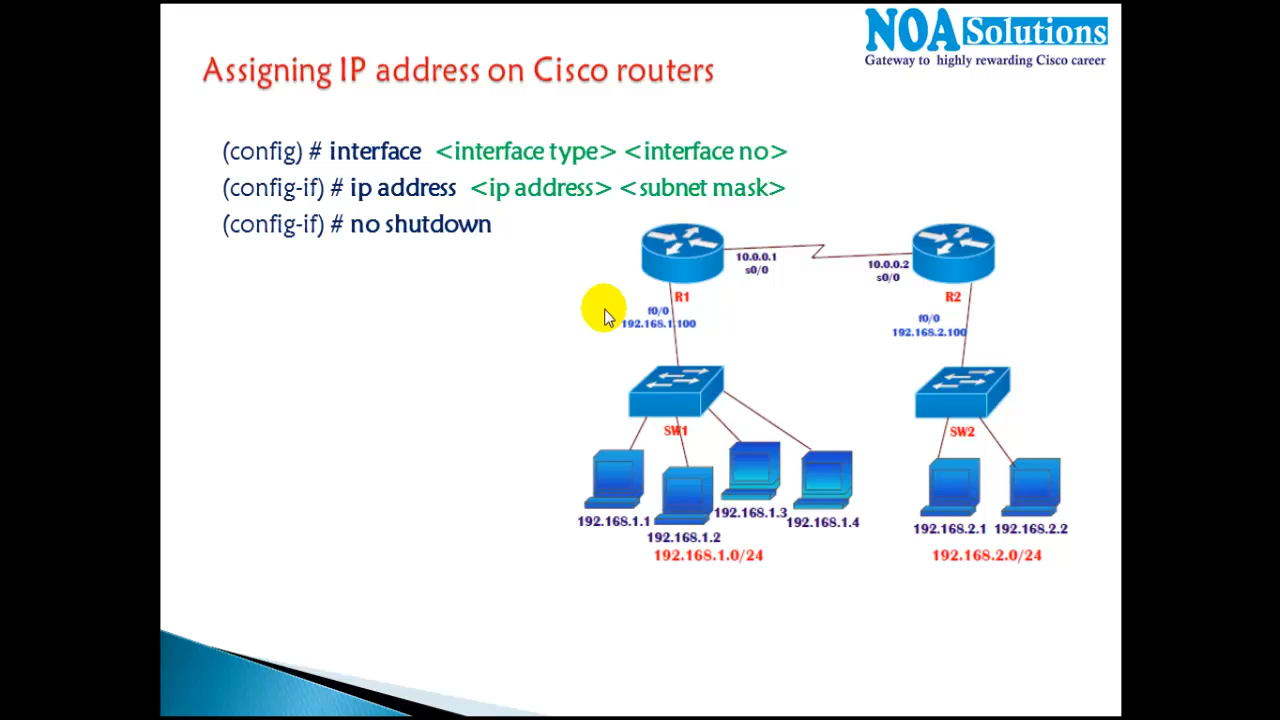 NOA Solutions
Gateway to highly rewarding Cisco career
Assigning IP address on Cisco routers
(config) # interface <interface type> <interface no>
(config-if) # ip address <ip address> <subnet mask>
(config-if) # no shutdown
10.0.0.1
s0/0
10.0.0.2
s0/0
R1
R2
f0/0
192.168.1.100
f0/0
192.168.2.100
SW1
SW2
192.168.1.1
192.168.1.2
192.168.1.3
192.168.1.4
192.168.2.1
192.168.2.2
192.168.1.0/24
192.168.2.0/24